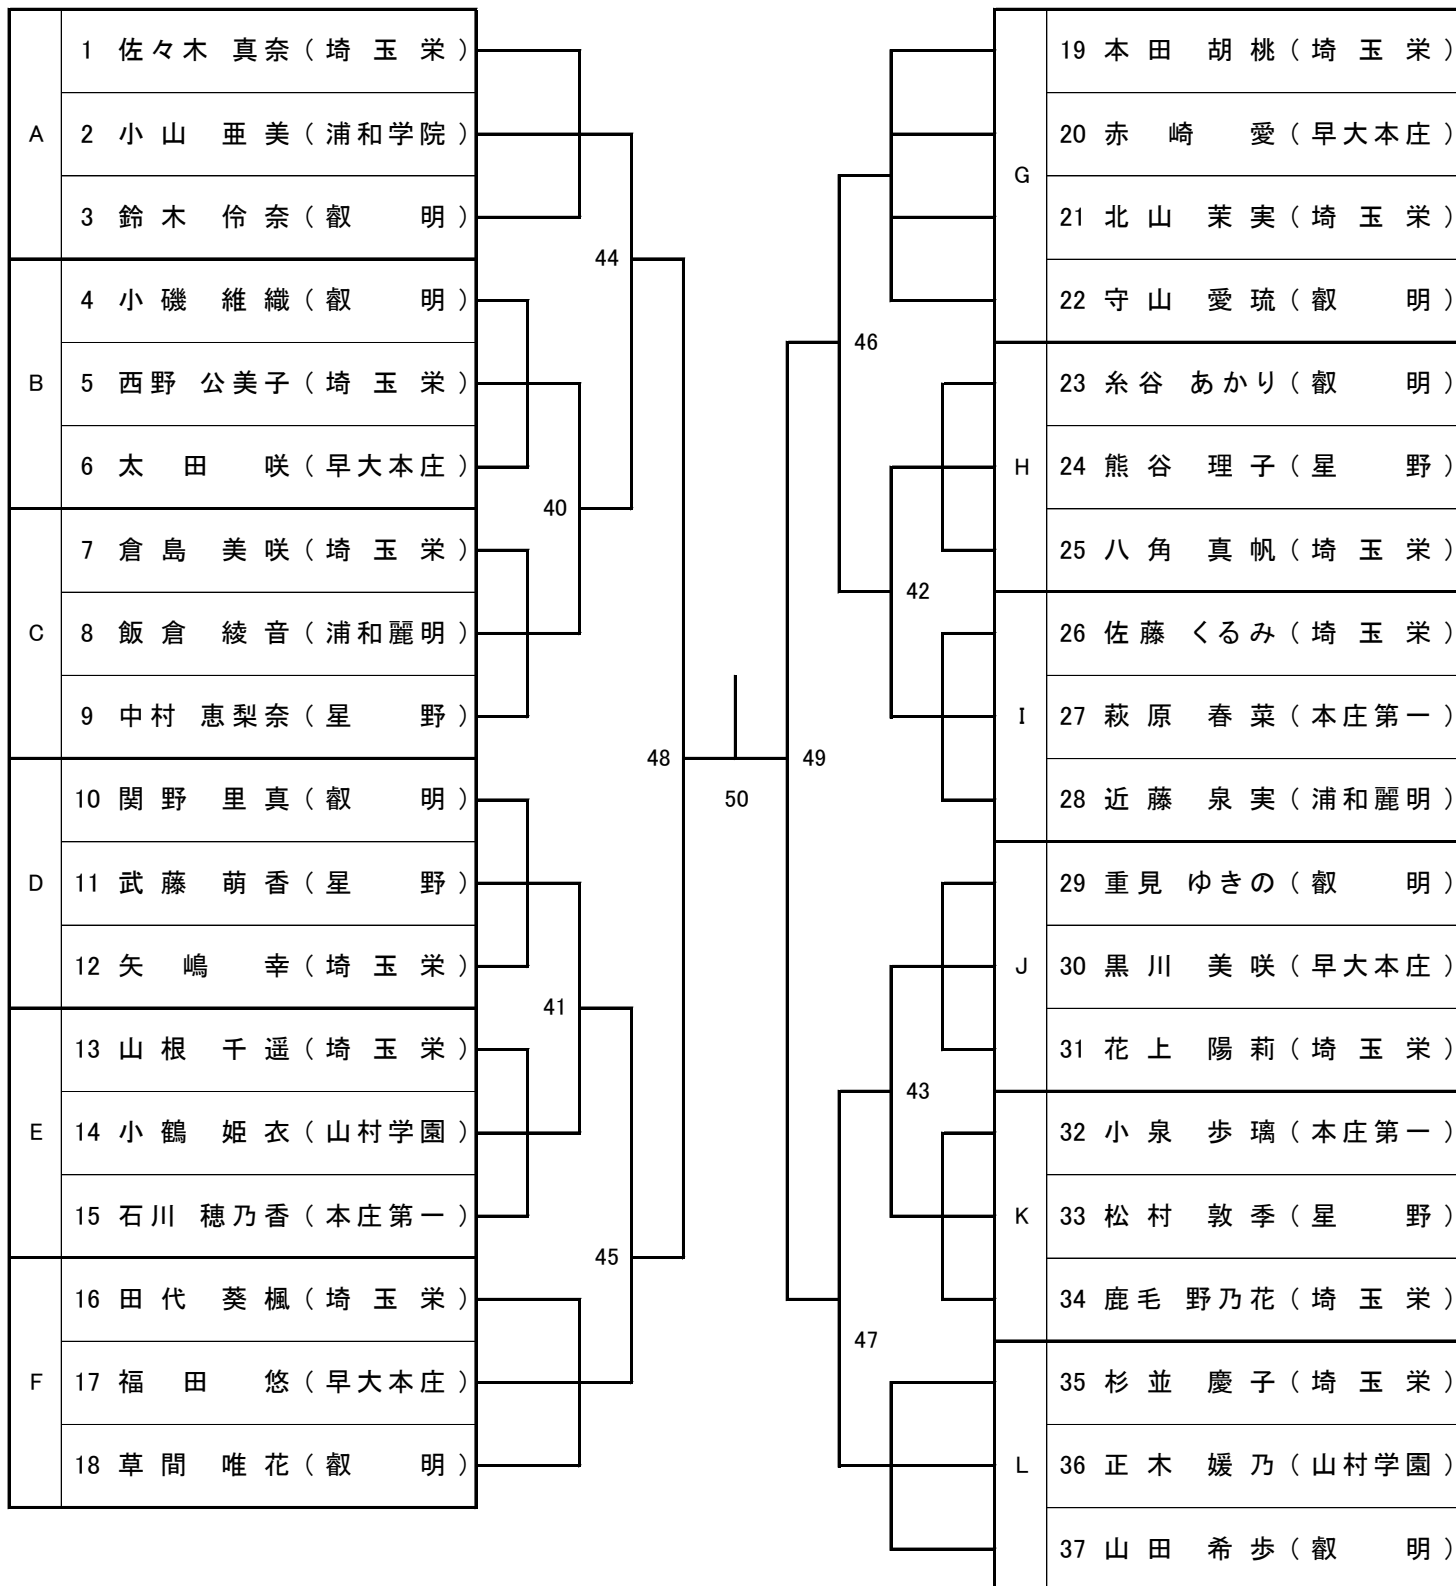 A
1 佐々木 真奈（埼玉栄）
2 小山 亜美（浦和学院）
3 鈴木 伶奈（叡明）
B
4 小磯 維織（叡明）
5 西野 公美子（埼玉栄）
6 太田 咲（早大本庄）
C
7 倉島 美咲（埼玉栄）
8 飯倉 綾音（浦和麗明）
9 中村 恵梨奈（星野）
D
10 関野 里真（叡明）
11 武藤 萌香（星野）
12 矢嶋 幸（埼玉栄）
E
13 山根 千遥（埼玉栄）
14 小鶴 姫衣（山村学園）
15 石川 穂乃香（本庄第一）
F
16 田代 葵楓（埼玉栄）
17 福田 悠（早大本庄）
18 草間 唯花（叡明）
44
40
48
41
45
50
49
46
42
43
47
G
19 本田 胡桃（埼玉栄）
20 赤崎 愛（早大本庄）
21 北山 茉実（埼玉栄）
22 守山 愛琉（叡明）
H
23 糸谷 あかり（叡明）
24 熊谷 理子（星野）
25 八角 真帆（埼玉栄）
I
26 佐藤 くるみ（埼玉栄）
27 萩原 春菜（本庄第一）
28 近藤 泉実（浦和麗明）
J
29 重見 ゆきの（叡明）
30 黒川 美咲（早大本庄）
31 花上 陽莉（埼玉栄）
K
32 小泉 歩璃（本庄第一）
33 松村 敦季（星野）
34 鹿毛 野乃花（埼玉栄）
L
35 杉並 慶子（埼玉栄）
36 正木 媛乃（山村学園）
37 山田 希歩（叡明）